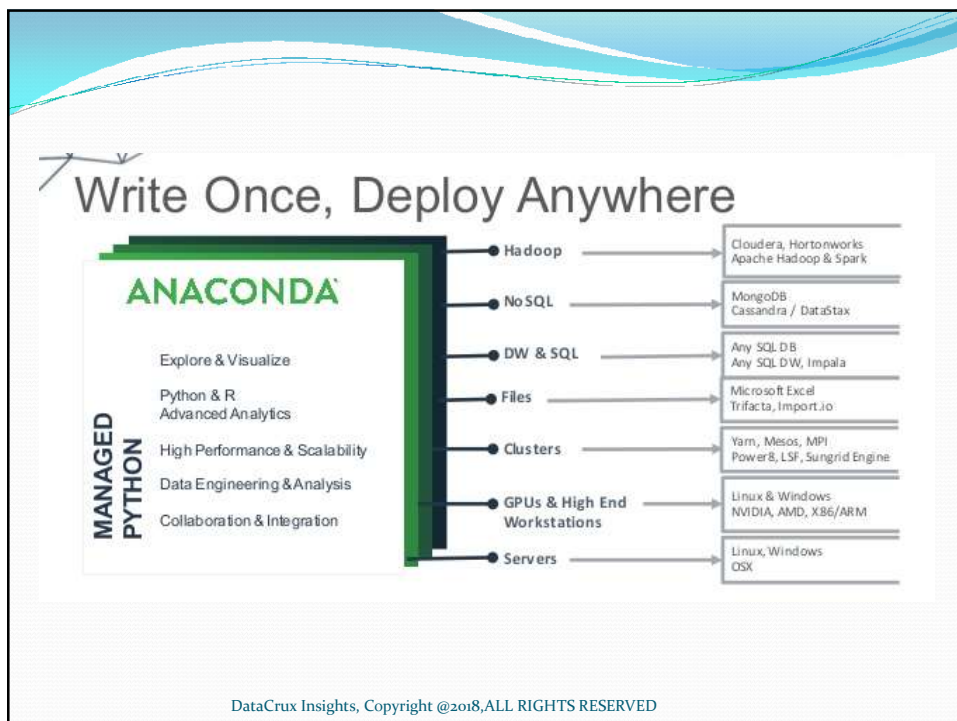 Write Once, Deploy Anywhere
ANACONDA
MANAGED
PYTHON
Explore & Visualize
Python & R
Advanced Analytics
High Performance & Scalability
Data Engineering & Analysis
Collaboration & Integration
Hadoop
Cloudera, Hortonworks
Apache Hadoop & Spark
NoSQL
MongoDB
Cassandra / DataStax
DW & SQL
Any SQL DB
Any SQL DW, Impala
Files
Microsoft Excel
Trifacta, Import.io
Clusters
Yarn, Mesos, MPI
Power8, LSF, Sungrid Engine
GPUs & High End
Workstations
Linux & Windows
NVIDIA, AMD, X86/ARM
Servers
Linux, Windows
OSX
DataCrux Insights, Copyright @2018,ALL RIGHTS RESERVED